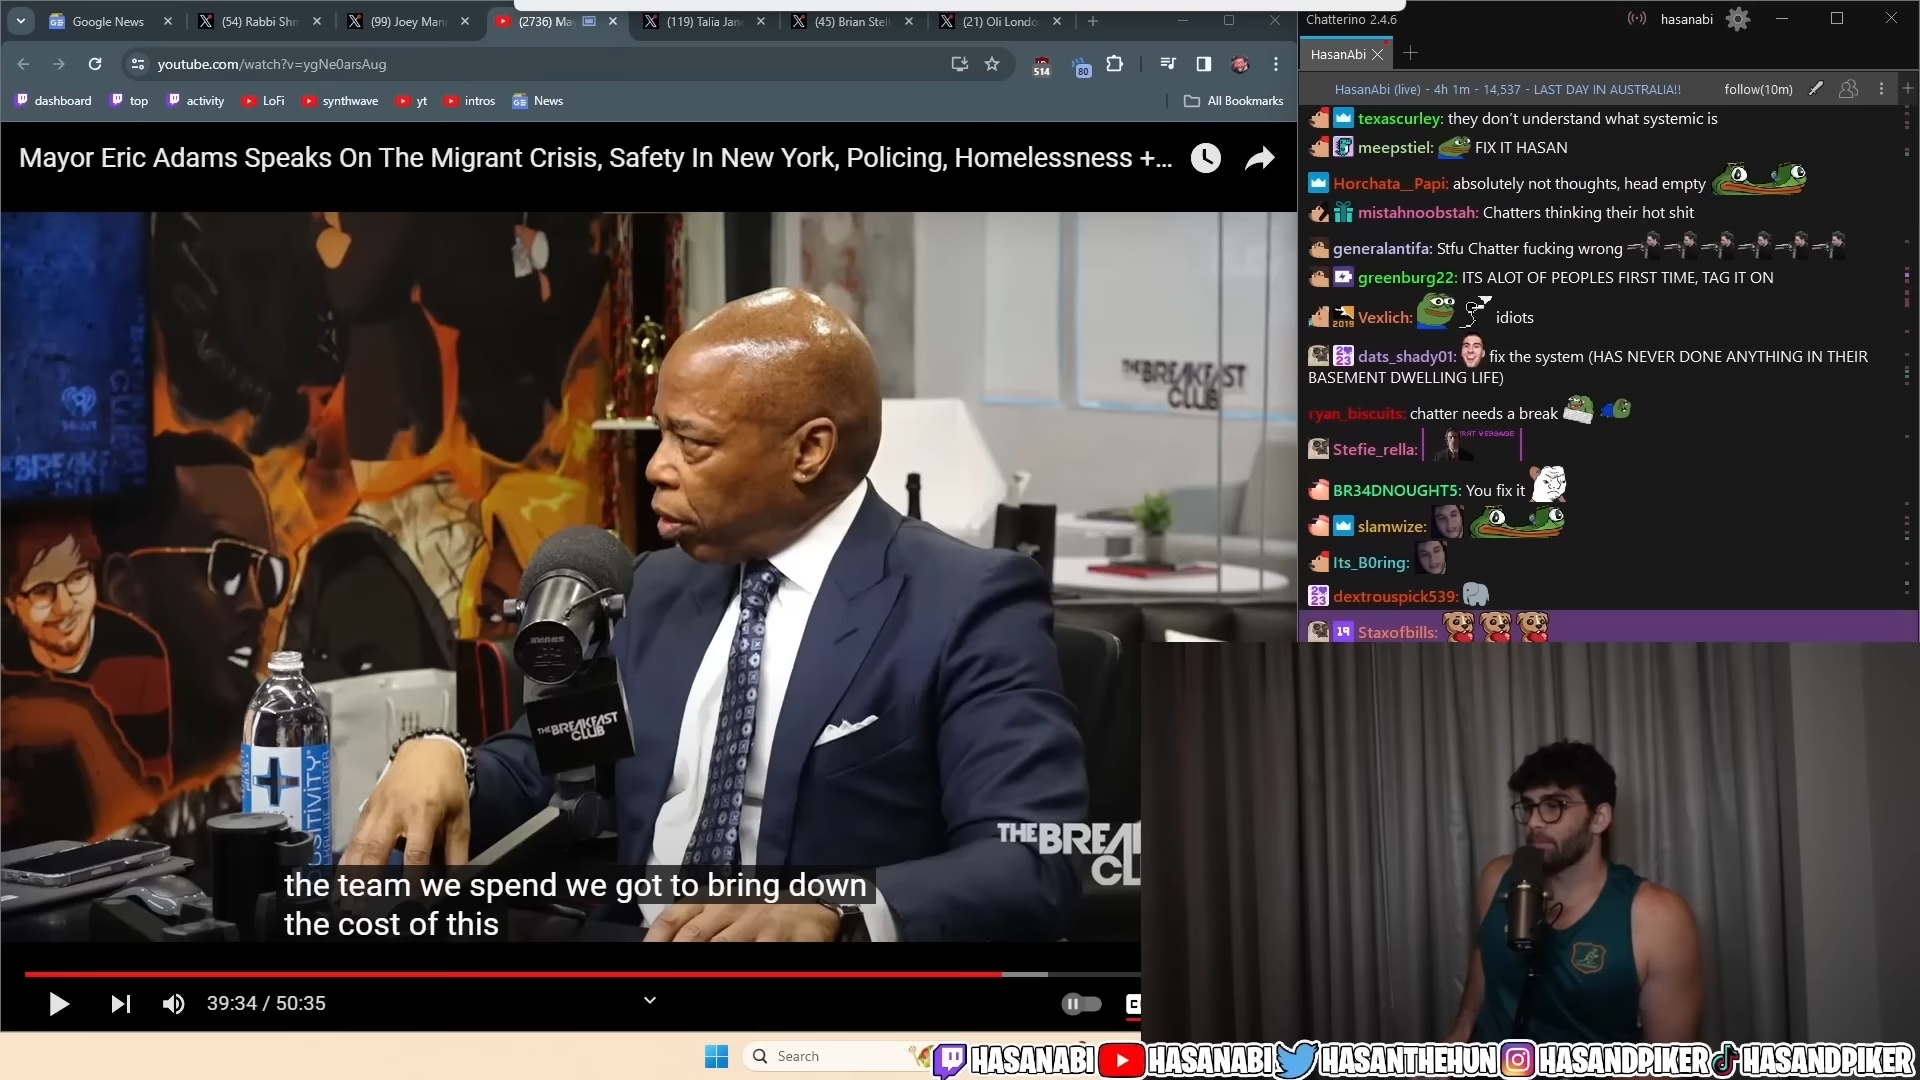 Google News
(54) Rabbi Shm
(99) Joey Man
(2736) Ma
(119) Talia Jan
(45) Brian Stelt
(21) Oli Londo
youtube.com/watch?v=ygNe0arsAug
514
80
dashboard
top
activity
LoFi
synthwave
yt
intros
News
All Bookmarks
Mayor Eric Adams Speaks On The Migrant Crisis, Safety In New York, Policing, Homelessness +...
THE BREAKFAST
CLUB
THE BREAKFAST
CLUB
THE BREA
CL
the team we spend we got to bring down
the cost of this
39:34 / 50:35
Search
Chatterino 2.4.6
hasanabi
HasanAbi
HasanAbi (live) - 4h 1m - 14,537 - LAST DAY IN AUSTRALIA!!
follow(10m)
texascurley: they don't understand what systemic is
meepstiel: FIX IT HASAN
Horchata__Papi: absolutely not thoughts, head empty
mistahnoobstah: Chatters thinking their hot shit
generalantifa: Stfu Chatter fucking wrong
greenburg22: ITS ALOT OF PEOPLES FIRST TIME, TAG IT ON
2019 Vexlich: idiots
dats_shady01: fix the system (HAS NEVER DONE ANYTHING IN THEIR
BASEMENT DWELLING LIFE)
ryan_biscuits: chatter needs a break
Stefie_rella:
BR34DNOUGHT5: You fix it
slamwize:
Its_B0ring:
dextrouspick539:
19 Staxofbills:
HASANABI
HASANABI
HASANTHEHUN
HASANDPIKER
HASANDPIKER